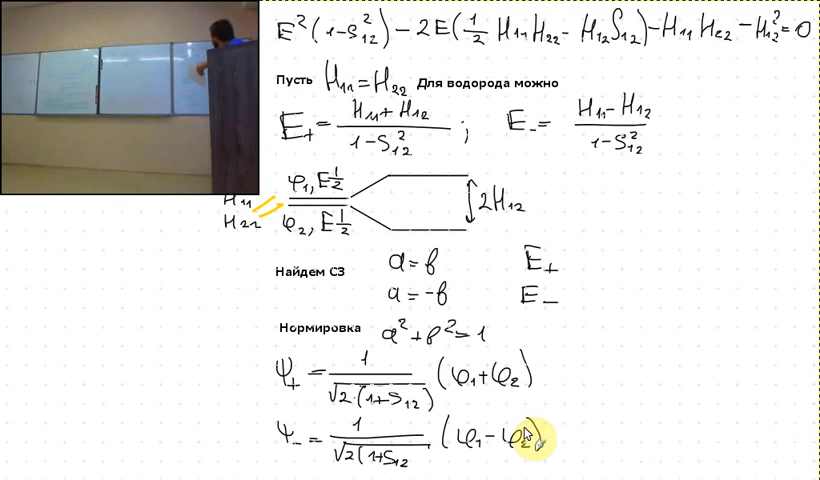 E²(1-S₁₂²) - 2E(1/2 H₁₁H₂₂ - H₁₂S₁₂) - H₁₁H₂₂ - H₁₂² = 0
Пусть H₁₁ = H₂₂ Для водорода можно
E₊ = (H₁₁ + H₁₂)/(1-S₁₂²) ; E₋ = (H₁₁ - H₁₂)/(1-S₁₂²)
φ₁, E1/2
H₁₁
2H₁₂
H₂₂
φ₂, E1/2
Найдем СЗ a = b E₊
a = -b E₋
Нормировка a² + b² = 1
Ψ₊ = 1/√2·(1+S₁₂) (φ₁ + φ₂)
Ψ₋ = 1/√2(1+S₁₂ (φ₁ - φ₂)